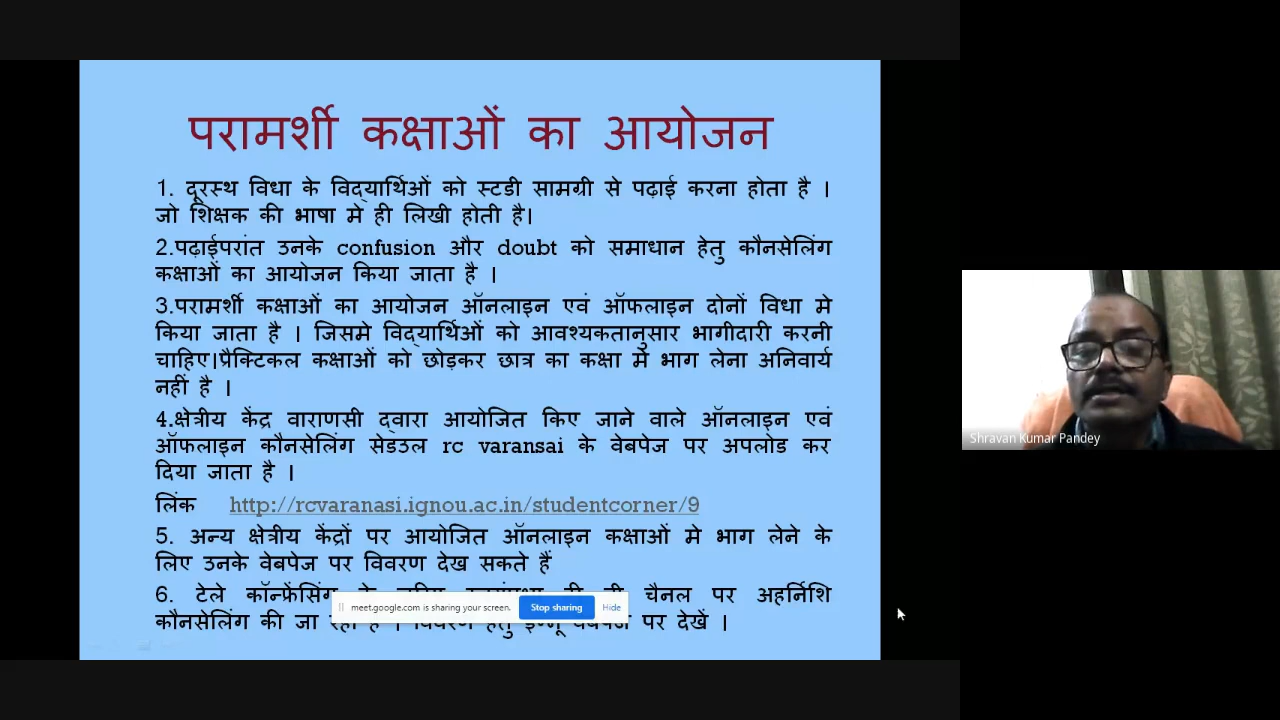 परामर्शी कक्षाओं का आयोजन
1. दूरस्थ विधा के विद्यार्थिओं को स्टडी सामग्री से पढ़ाई करना होता है ।
जो शिक्षक की भाषा मे ही लिखी होती है।
2.पढ़ाईपरांत उनके confusion और doubt को समाधान हेतु कौनसेलिंग
कक्षाओं का आयोजन किया जाता है ।
3.परामर्शी कक्षाओं का आयोजन ऑनलाइन एवं ऑफलाइन दोनों विधा मे
किया जाता है । जिसमे विद्यार्थिओं को आवश्यकतानुसार भागीदारी करनी
चाहिए।प्रैक्टिकल कक्षाओं को छोड़कर छात्र का कक्षा मे भाग लेना अनिवार्य
नहीं है ।
4.क्षेत्रीय केंद्र वाराणसी द्वारा आयोजित किए जाने वाले ऑनलाइन एवं
ऑफलाइन कौनसेलिंग सेडउल rc varansai के वेबपेज पर अपलोड कर
दिया जाता है ।
लिंक http://rcvaranasi.ignou.ac.in/studentcorner/9
5. अन्य क्षेत्रीय केंद्रों पर आयोजित ऑनलाइन कक्षाओं मे भाग लेने के
लिए उनके वेबपेज पर विवरण देख सकते हैं
6. टेले कॉन्फ्रेंसिंग चैनल पर अहर्निशि
कौनसेलिंग की जा पर देखें ।
meet.google.com is sharing your screen. Stop sharing Hide
Shravan Kumar Pandey